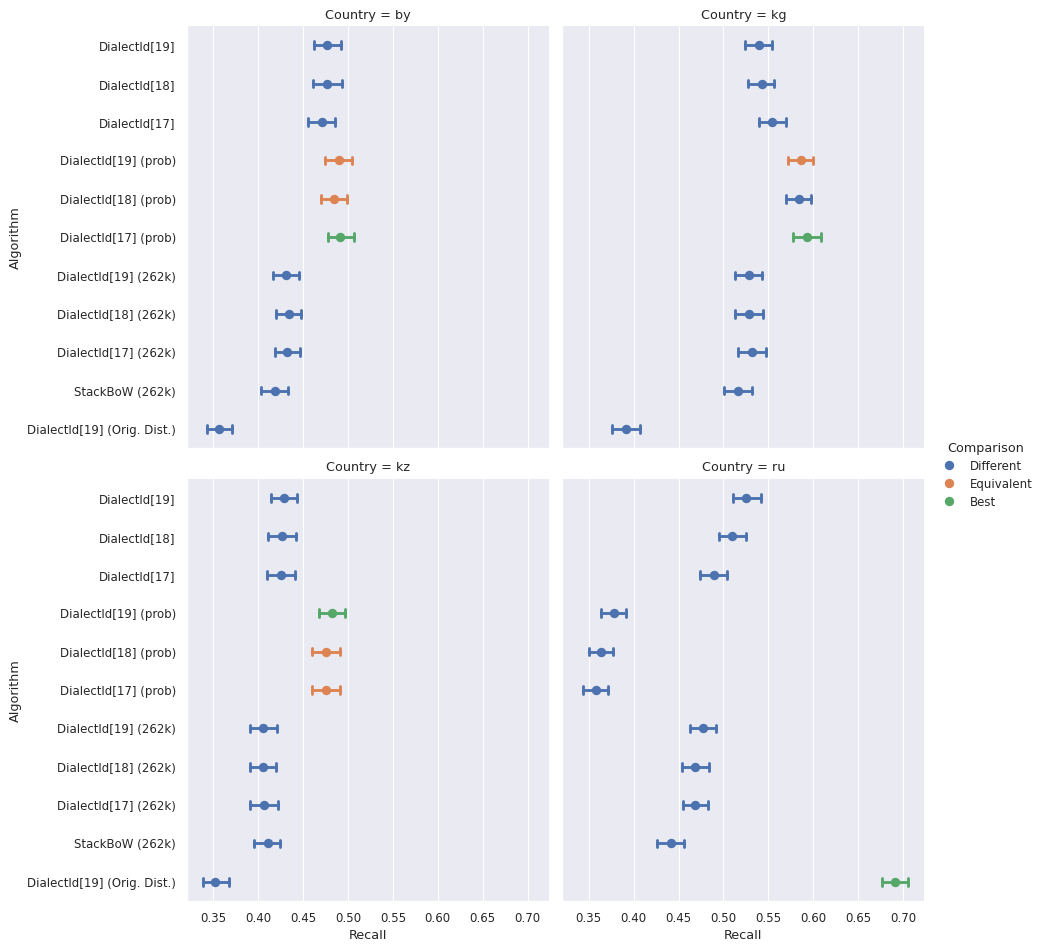 Country = by
Country = kg
DialectId[19]
DialectId[18]
DialectId[17]
DialectId[19] (prob)
DialectId[18] (prob)
DialectId[17] (prob)
DialectId[19] (262k)
DialectId[18] (262k)
DialectId[17] (262k)
StackBoW (262k)
DialectId[19] (Orig. Dist.)
Algorithm
Comparison
Different
Equivalent
Best
Country = kz
Country = ru
DialectId[19]
DialectId[18]
DialectId[17]
DialectId[19] (prob)
DialectId[18] (prob)
DialectId[17] (prob)
DialectId[19] (262k)
DialectId[18] (262k)
DialectId[17] (262k)
StackBoW (262k)
DialectId[19] (Orig. Dist.)
Algorithm
0.35 0.40 0.45 0.50 0.55 0.60 0.65 0.70
0.35 0.40 0.45 0.50 0.55 0.60 0.65 0.70
Recall
Recall